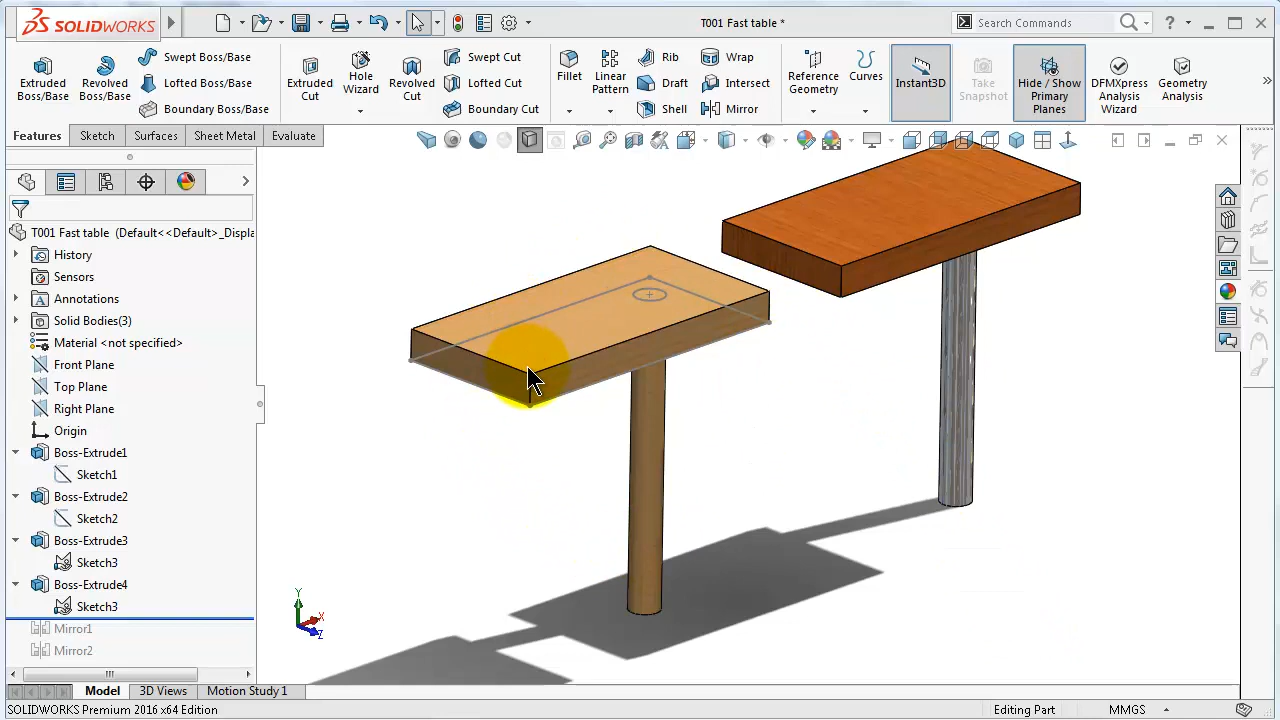 SOLIDWORKS
T001 Fast table *
Search Commands
?
Extruded Boss/Base
Revolved Boss/Base
Swept Boss/Base
Lofted Boss/Base
Boundary Boss/Ba
Extruded Cut
Hole Wizard
Revolved Cut
Swept Cut
Lofted Cut
Boundary Cut
Fillet
Linear Pattern
Rib
Draft
Shell
Wrap
Intersect
Mirror
Reference Geometry
Curves
Instant3D
Take Snapshot
Hide / Show Primary Planes
DFMXpress Analysis Wizard
Geometry Analysis
Features
Sketch
Surfaces
Sheet Metal
Evaluate
T001 Fast table (Default<<Default>_Displa
History
Sensors
Annotations
Solid Bodies(3)
Material <not specified>
Front Plane
Top Plane
Right Plane
Origin
Boss-Extrude1
Sketch1
Boss-Extrude2
Sketch2
Boss-Extrude3
Sketch3
Boss-Extrude4
Sketch3
Mirror1
Mirror2
Y
X
Z
Model
3D Views
Motion Study 1
SOLIDWORKS Premium 2016 x64 Edition
Editing Part
MMGS